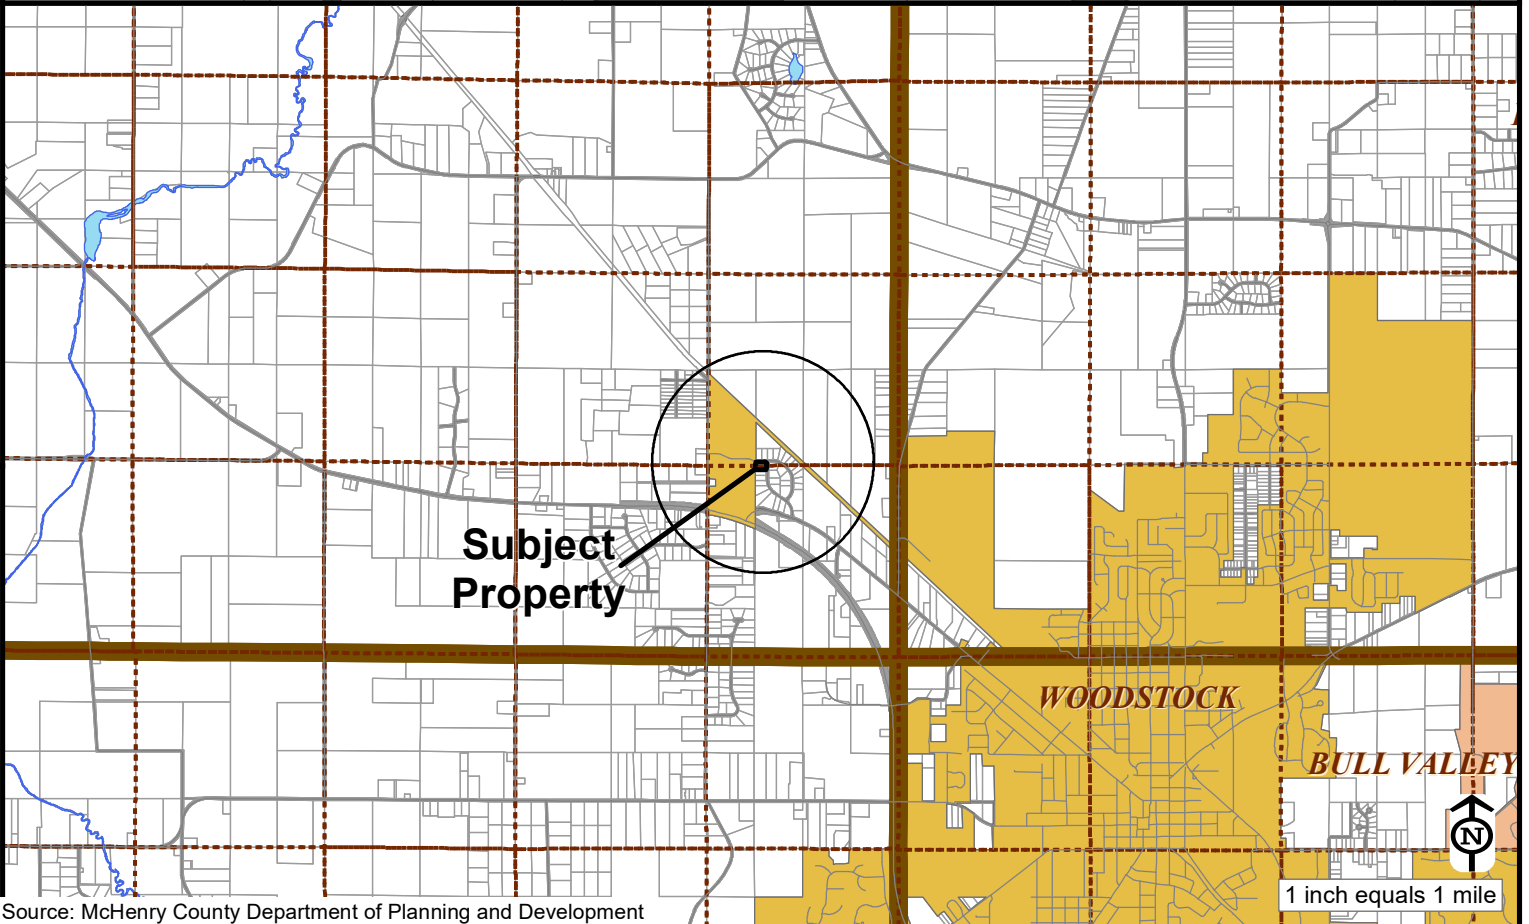 Subject
Property
WOODSTOCK
BULL VALLEY
N
1 inch equals 1 mile
Source: McHenry County Department of Planning and Development